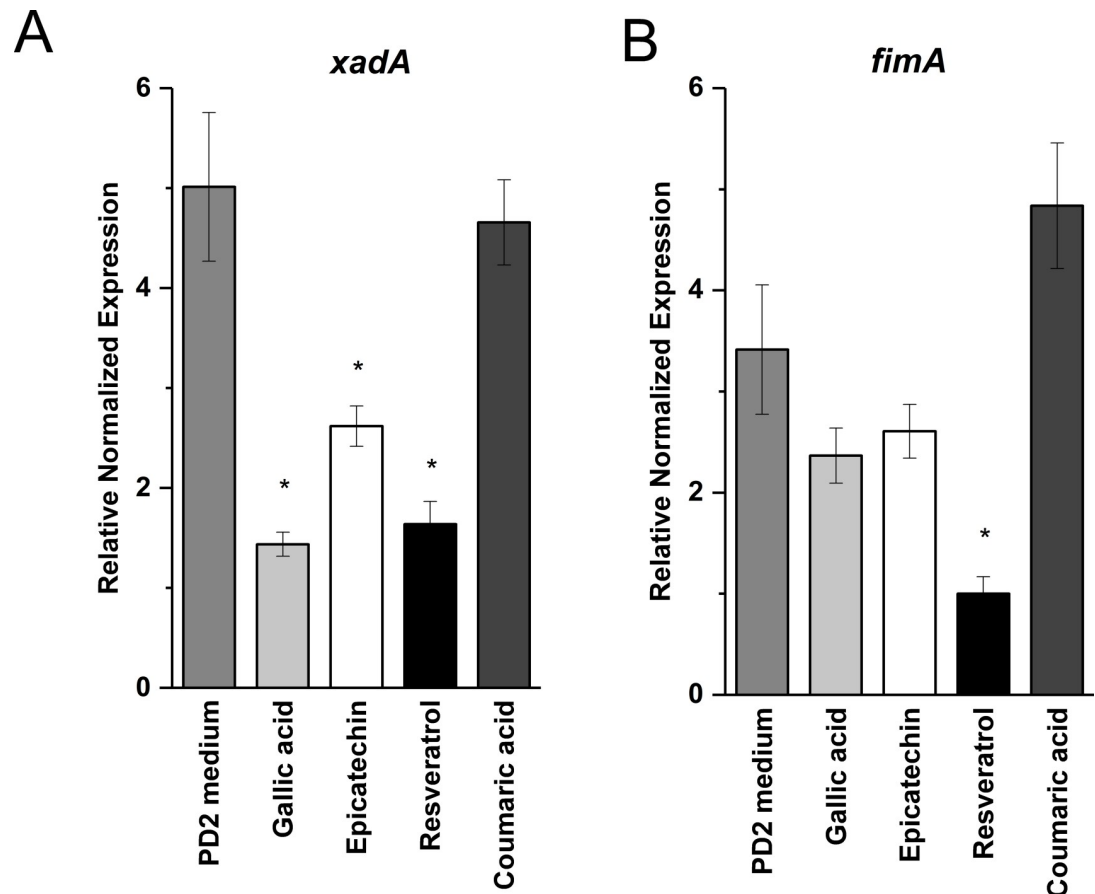 A
xadA
Relative Normalized Expression
6
4
2
0
*
*
*
PD2 medium
Gallic acid
Epicatechin
Resveratrol
Coumaric acid
B
fimA
Relative Normalized Expression
6
4
2
0
*
PD2 medium
Gallic acid
Epicatechin
Resveratrol
Coumaric acid